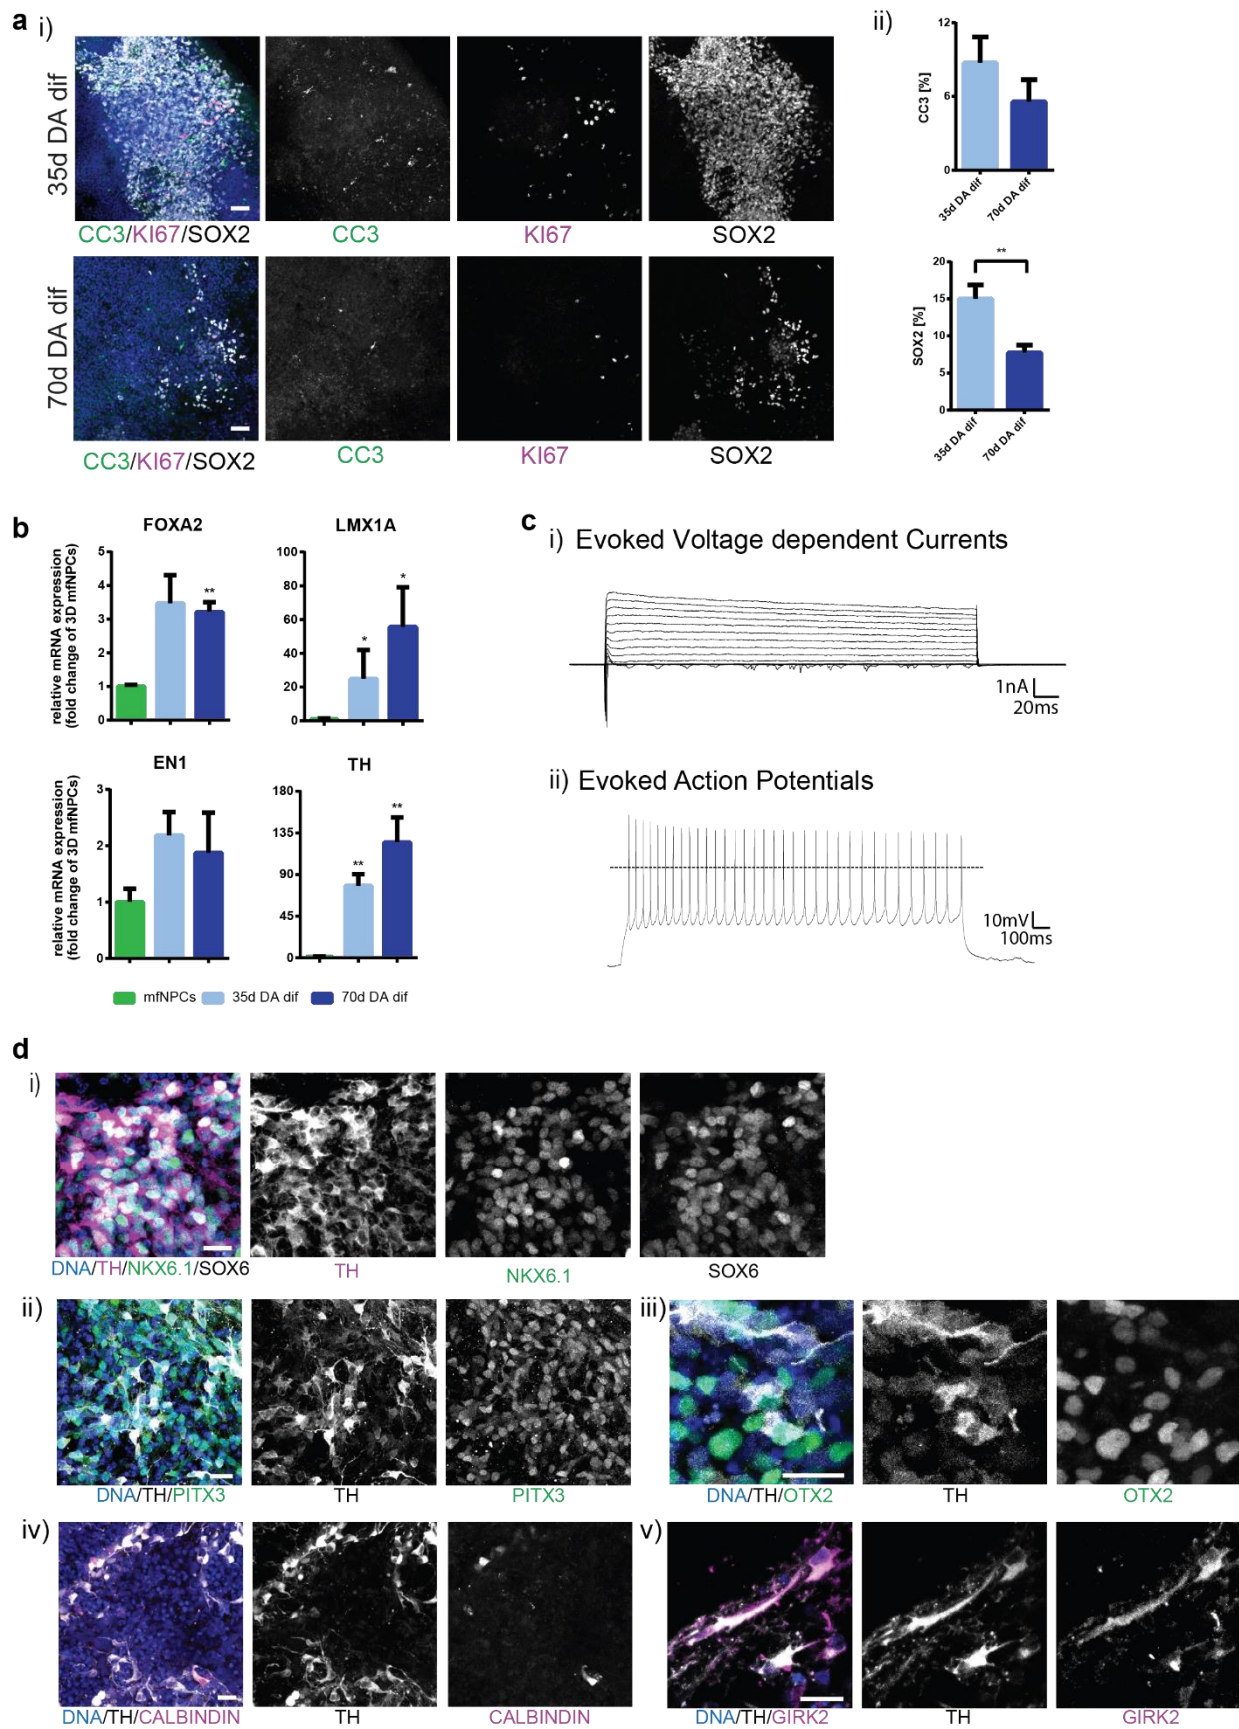 a
i)
35d DA dif
CC3/KI67/SOX2
CC3
KI67
SOX2
70d DA dif
CC3/KI67/SOX2
CC3
KI67
SOX2
ii)
CC3 [%]
12
6
0
35d DA dif
70d DA dif
SOX2 [%]
20
15
10
5
0
**
35d DA dif
70d DA dif
b
relative mRNA expression
(fold change of 3D mfNPCs)
FOXA2
5
4
3
2
1
0
**
LMX1A
100
80
60
40
20
0
*
*
relative mRNA expression
(fold change of 3D mfNPCs)
EN1
3
2
1
0
TH
180
135
90
45
0
**
**
mfNPCs
35d DA dif
70d DA dif
c
i) Evoked Voltage dependent Currents
1nA
20ms
ii) Evoked Action Potentials
10mV
100ms
d
i)
DNA/TH/NKX6.1/SOX6
TH
NKX6.1
SOX6
ii)
DNA/TH/PITX3
TH
PITX3
iii)
DNA/TH/OTX2
TH
OTX2
iv)
DNA/TH/CALBINDIN
TH
CALBINDIN
v)
DNA/TH/GIRK2
TH
GIRK2